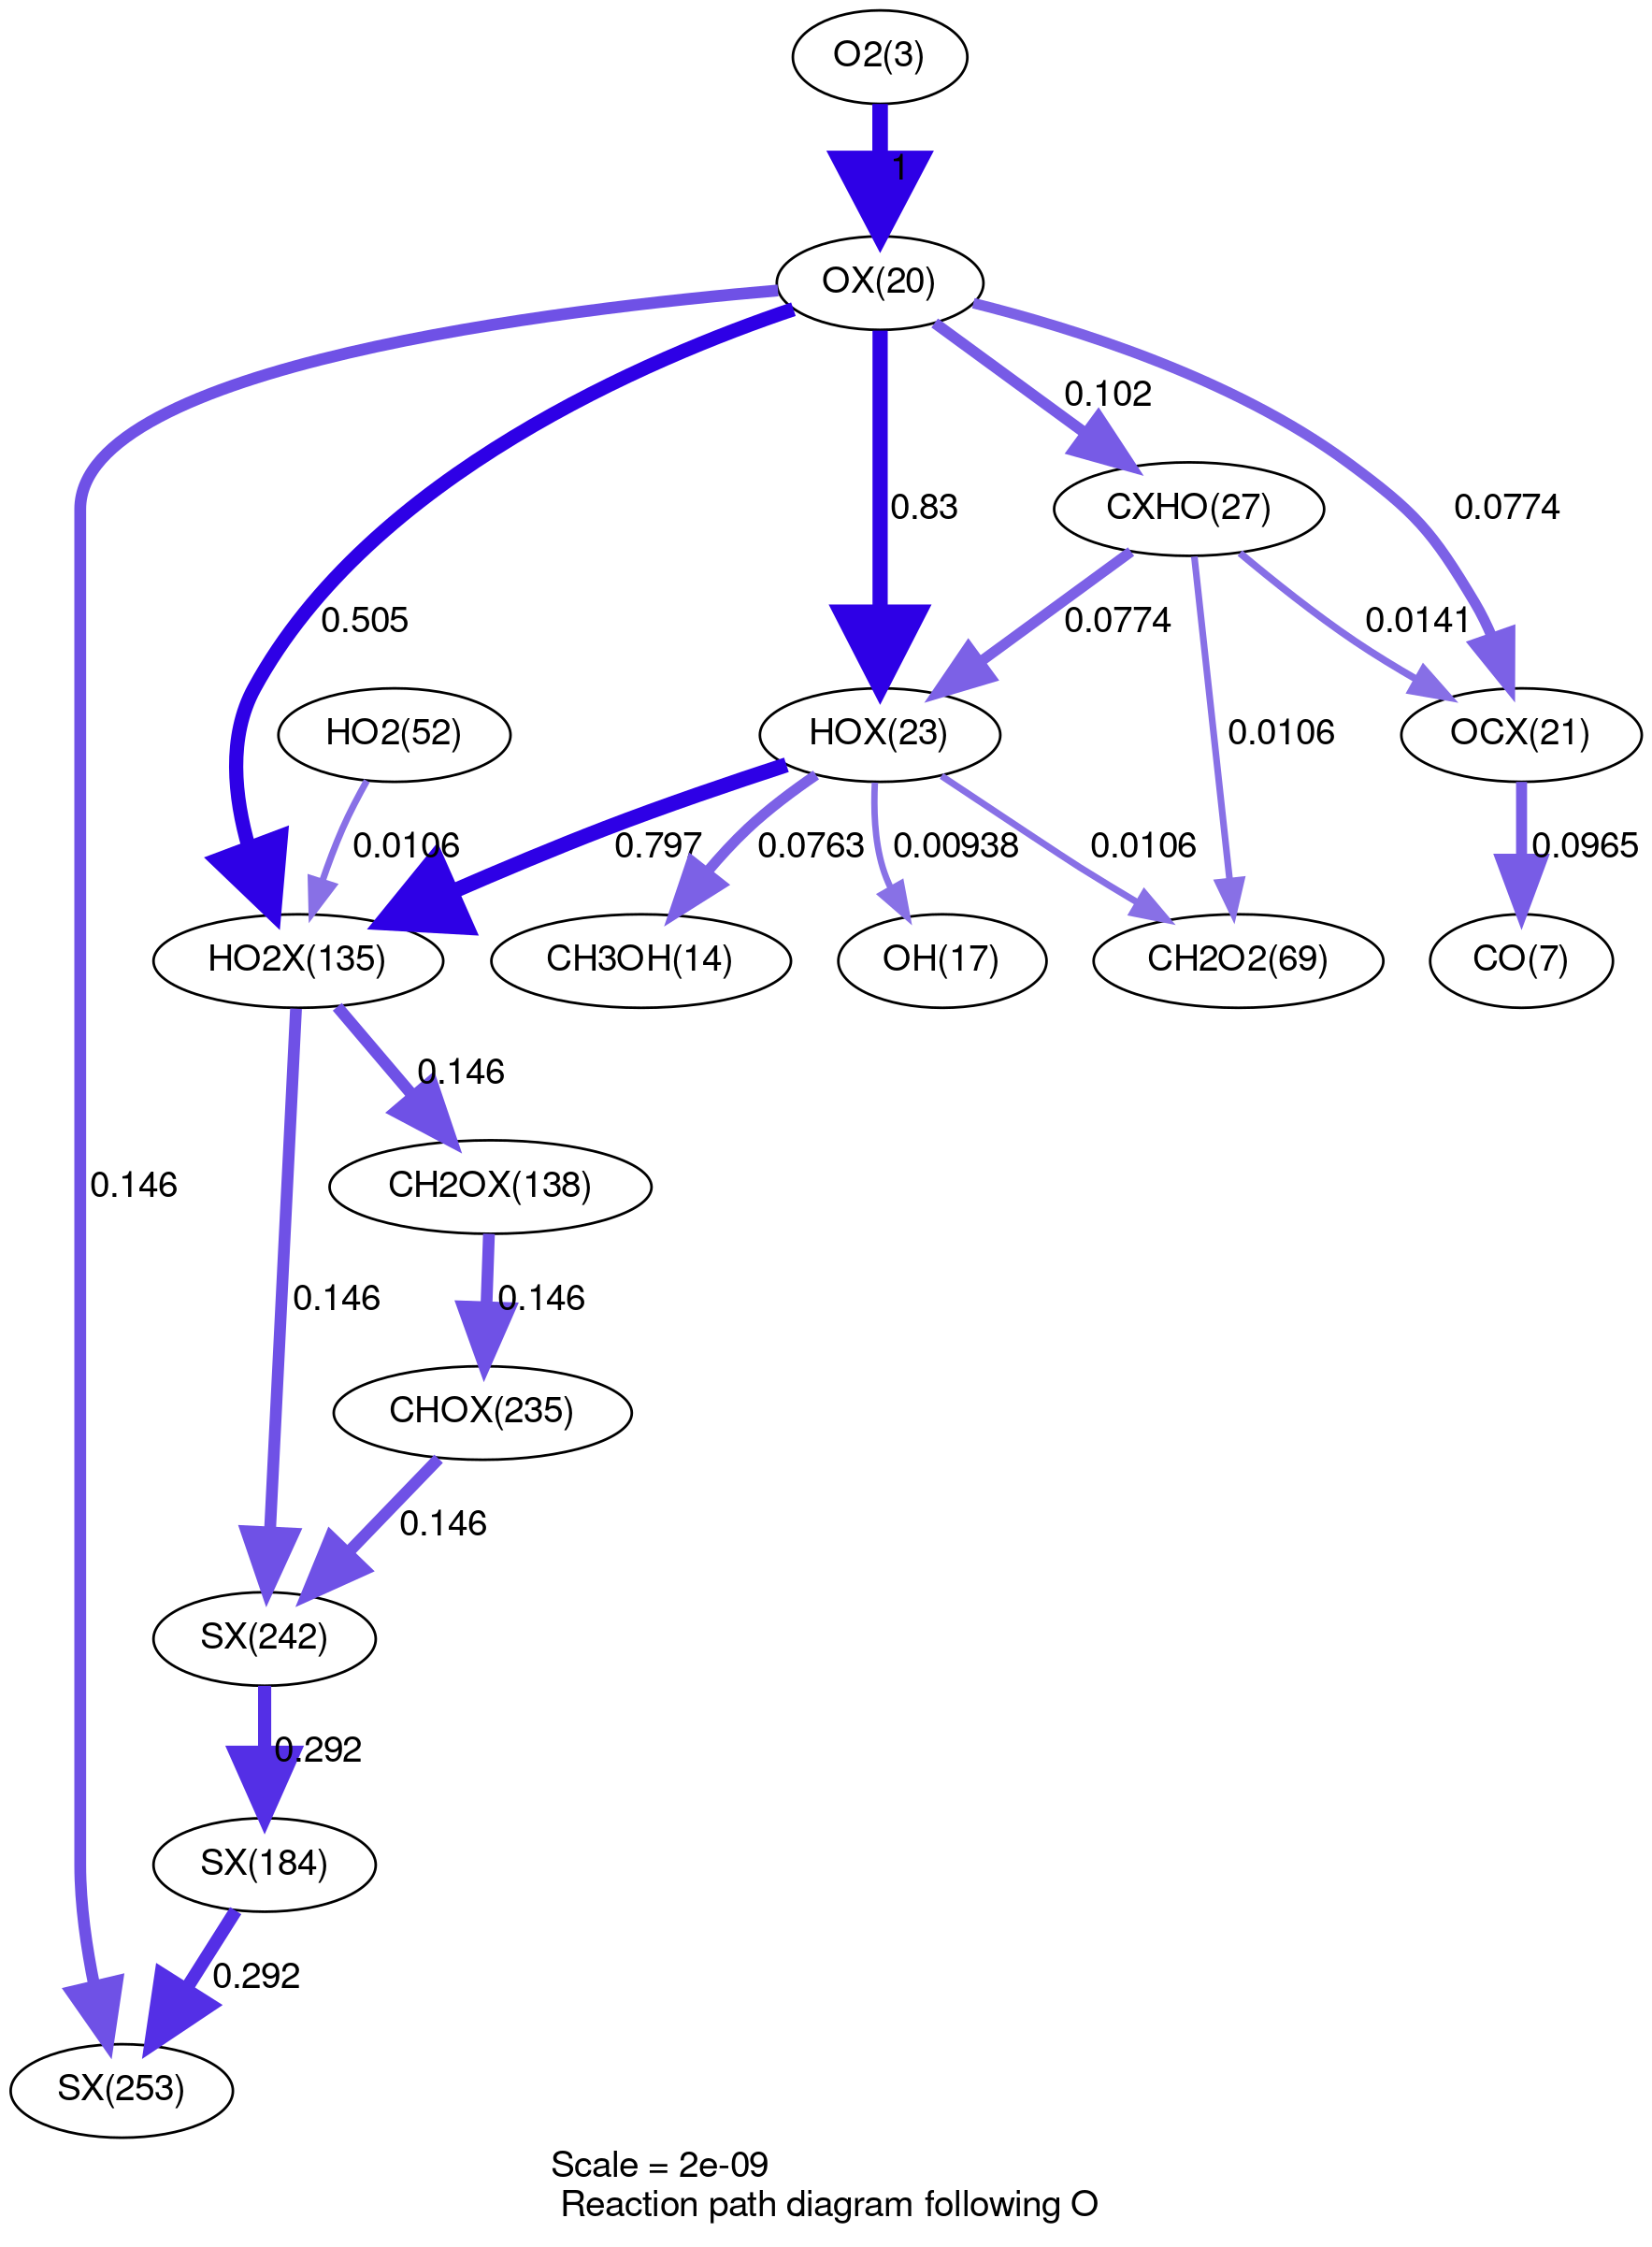 O2(3)
1
OX(20)
0.102
CXHO(27)
0.83
0.0774
0.505
0.0774
0.0141
HO2(52)
HOX(23)
0.0106
OCX(21)
0.0106
0.797
0.0763
0.00938
0.0106
0.0965
HO2X(135)
CH3OH(14)
OH(17)
CH2O2(69)
CO(7)
0.146
0.146
CH2OX(138)
0.146
0.146
CHOX(235)
0.146
SX(242)
0.292
SX(184)
0.292
SX(253)
Scale = 2e-09
Reaction path diagram following O